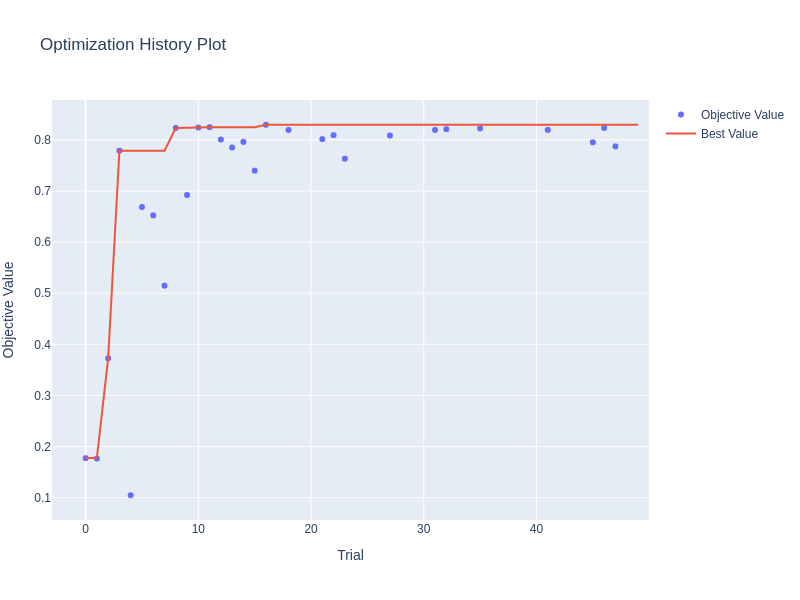 Optimization History Plot
Objective Value
Best Value
0.8
0.7
0.6
0.5
0.4
0.3
0.2
0.1
Objective Value
0 10 20 30 40
Trial